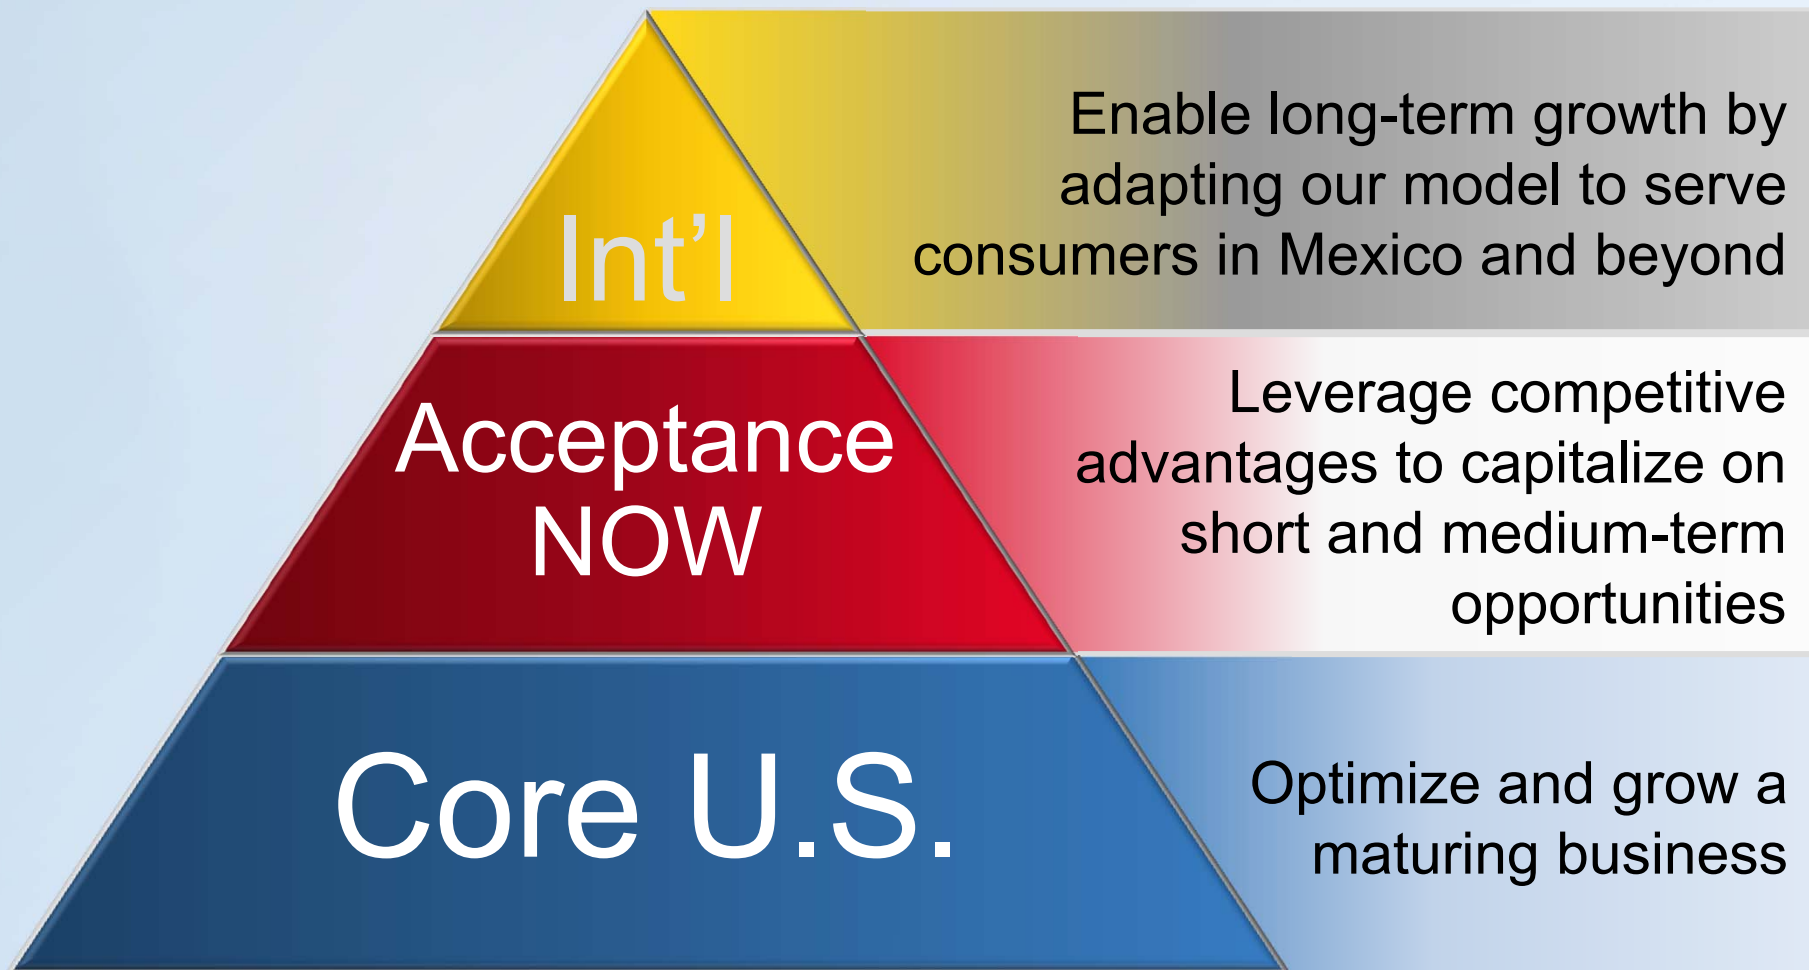 Int’l
Enable long-term growth by
adapting our model to serve
consumers in Mexico and beyond
Acceptance
NOW
Leverage competitive
advantages to capitalize on
short and medium-term
opportunities
Core U.S.
Optimize and grow a
maturing business